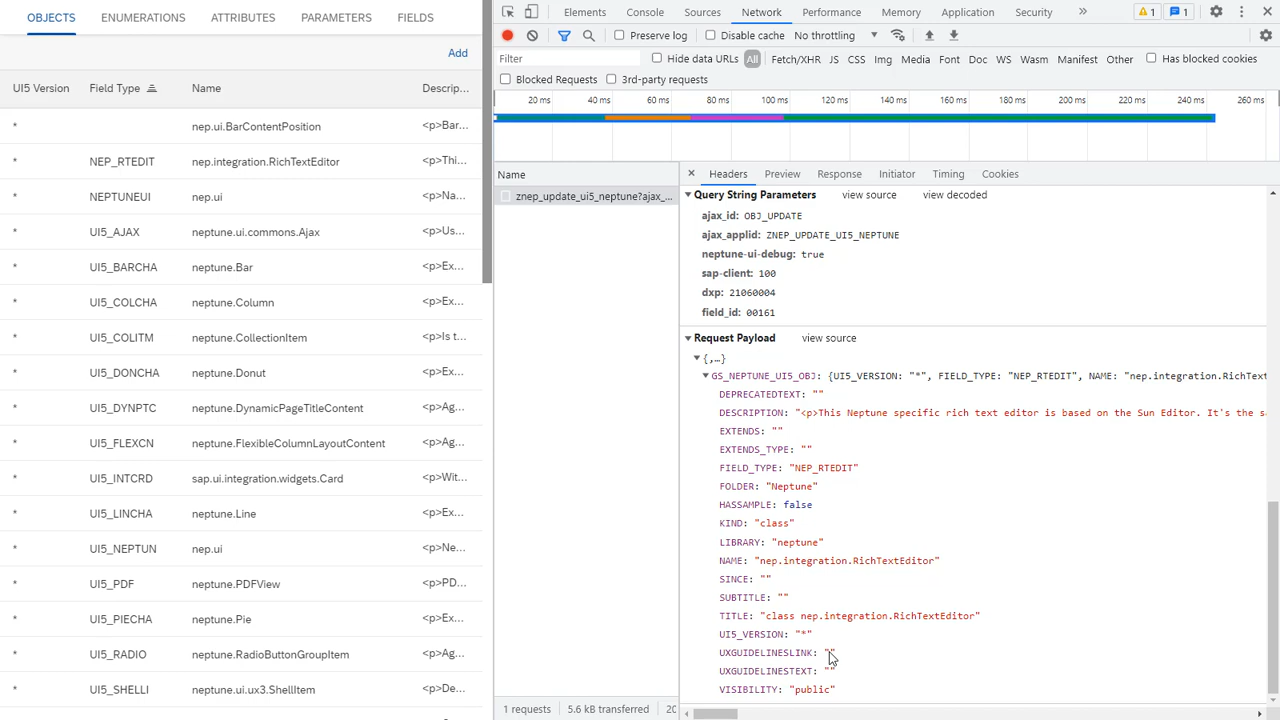 OBJECTS ENUMERATIONS ATTRIBUTES PARAMETERS FIELDS
Add
UI5 Version Field Type Name Descrip...
* nep.ui.BarContentPosition <p>Bar...
* NEP_RTEDIT nep.integration.RichTextEditor <p>Thi...
* NEPTUNEUI nep.ui <p>Na...
* UI5_AJAX neptune.ui.commons.Ajax <p>Us...
* UI5_BARCHA neptune.Bar <p>Ex...
* UI5_COLCHA neptune.Column <p>Ex...
* UI5_COLITM neptune.CollectionItem <p>Is t...
* UI5_DONCHA neptune.Donut <p>Ex...
* UI5_DYNPTC neptune.DynamicPageTitleContent <p>Ag...
* UI5_FLEXCN neptune.FlexibleColumnLayoutContent <p>Ag...
* UI5_INTCRD sap.ui.integration.widgets.Card <p>Wit...
* UI5_LINCHA neptune.Line <p>Ex...
* UI5_NEPTUN nep.ui <p>Ne...
* UI5_PDF neptune.PDFView <p>PD...
* UI5_PIECHA neptune.Pie <p>Ex...
* UI5_RADIO neptune.RadioButtonGroupItem <p>Ag...
* UI5_SHELLI neptune.ui.ux3.ShellItem <p>De...
Elements Console Sources Network Performance Memory Application Security » 1 1
Preserve log Disable cache No throttling
Filter Hide data URLs All Fetch/XHR JS CSS Img Media Font Doc WS Wasm Manifest Other Has blocked cookies
Blocked Requests 3rd-party requests
20 ms 40 ms 60 ms 80 ms 100 ms 120 ms 140 ms 160 ms 180 ms 200 ms 220 ms 240 ms 260 ms
Name
znep_update_ui5_neptune?ajax_...
1 requests 5.6 kB transferred 20
Headers Preview Response Initiator Timing Cookies
Query String Parameters view source view decoded
ajax_id: OBJ_UPDATE
ajax_applid: ZNEP_UPDATE_UI5_NEPTUNE
neptune-ui-debug: true
sap-client: 100
dxp: 21060004
field_id: 00161
Request Payload view source
{,…}
GS_NEPTUNE_UI5_OBJ: {UI5_VERSION: "*", FIELD_TYPE: "NEP_RTEDIT", NAME: "nep.integration.RichText
DEPRECATEDTEXT: ""
DESCRIPTION: "<p>This Neptune specific rich text editor is based on the Sun Editor. It's the s
EXTENDS: ""
EXTENDS_TYPE: ""
FIELD_TYPE: "NEP_RTEDIT"
FOLDER: "Neptune"
HASSAMPLE: false
KIND: "class"
LIBRARY: "neptune"
NAME: "nep.integration.RichTextEditor"
SINCE: ""
SUBTITLE: ""
TITLE: "class nep.integration.RichTextEditor"
UI5_VERSION: "*"
UXGUIDELINESLINK: ""
UXGUIDELINESTEXT: ""
VISIBILITY: "public"